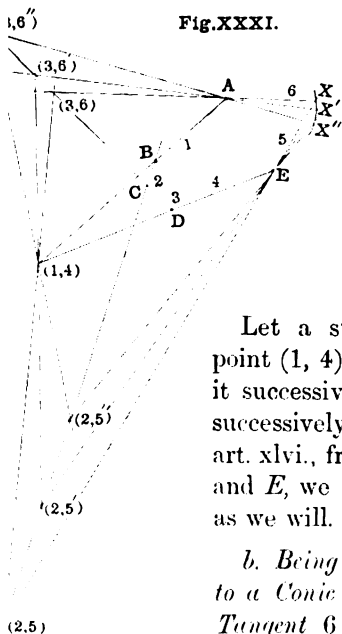 Fig.XXXI.
3,6″)
(3,6′)
(3,6)
A
6
X
X′
X″
5
B
1
E
C
2
3
4
D
(1,4)
(2,5″)
(2,5′)
(2,5)
Let a s
point (1, 4)
it successiv
successively
art. xlvi., fr
and E, we
as we will.
b. Being
to a Conic
Tangent 6